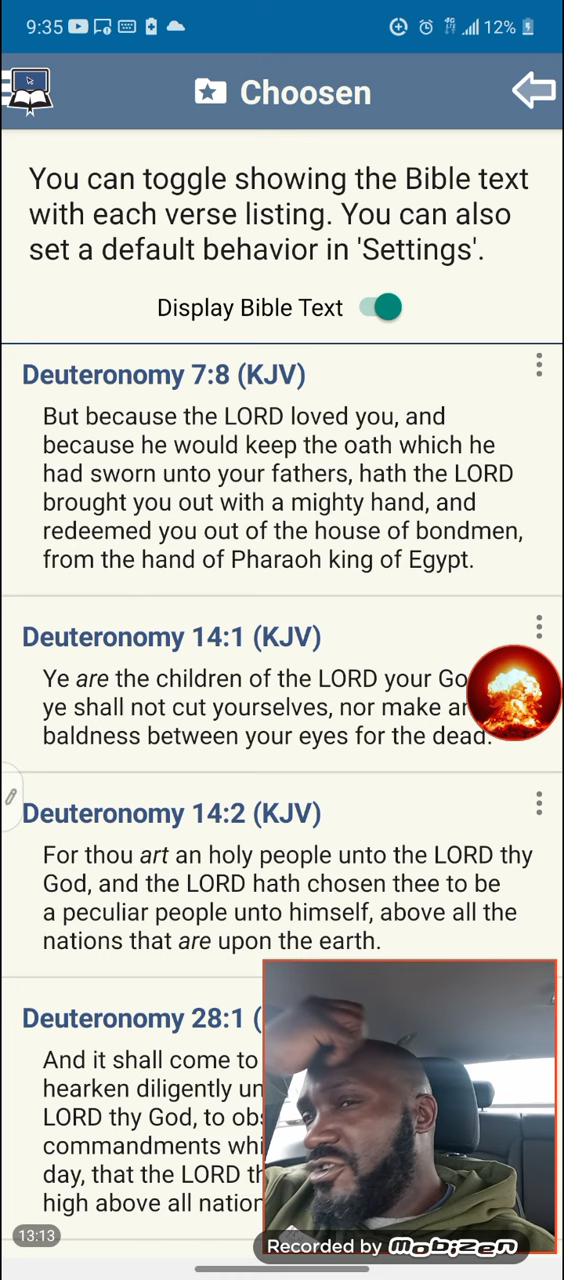 9:35
4G
12%
Choosen
You can toggle showing the Bible text
with each verse listing. You can also
set a default behavior in 'Settings'.
Display Bible Text
Deuteronomy 7:8 (KJV)
But because the LORD loved you, and
because he would keep the oath which he
had sworn unto your fathers, hath the LORD
brought you out with a mighty hand, and
redeemed you out of the house of bondmen,
from the hand of Pharaoh king of Egypt.
Deuteronomy 14:1 (KJV)
Ye are the children of the LORD your
ye shall not cut yourselves, nor make
baldness between your eyes for the dead.
Deuteronomy 14:2 (KJV)
For thou art an holy people unto the LORD thy
God, and the LORD hath chosen thee to be
a peculiar people unto himself, above all the
nations that are upon the earth.
Deuteronomy 28:1 (
And it shall come to
hearken diligently
LORD thy God, to
commandments
day, that the LORD
high above all
13:13
Recorded by Mobizen